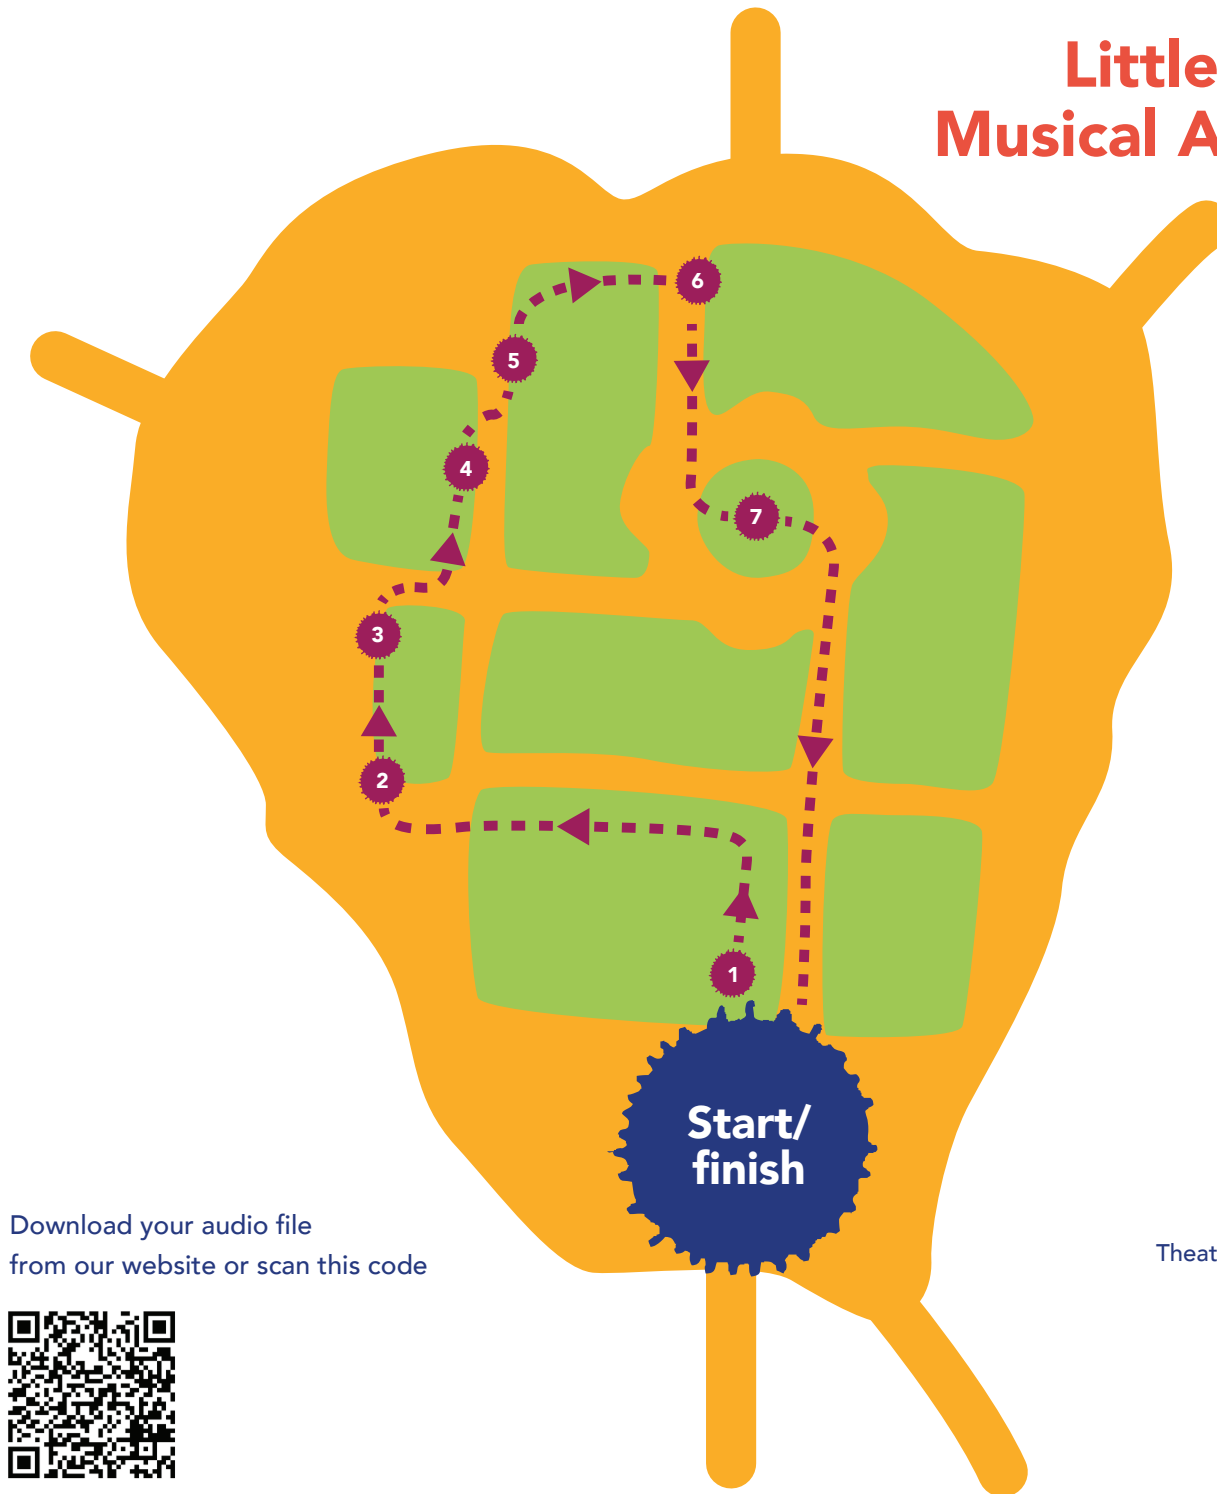 Little
Musical A
6
5
4
7
3
2
1
Start/
finish
Download your audio file
from our website or scan this code
Theat